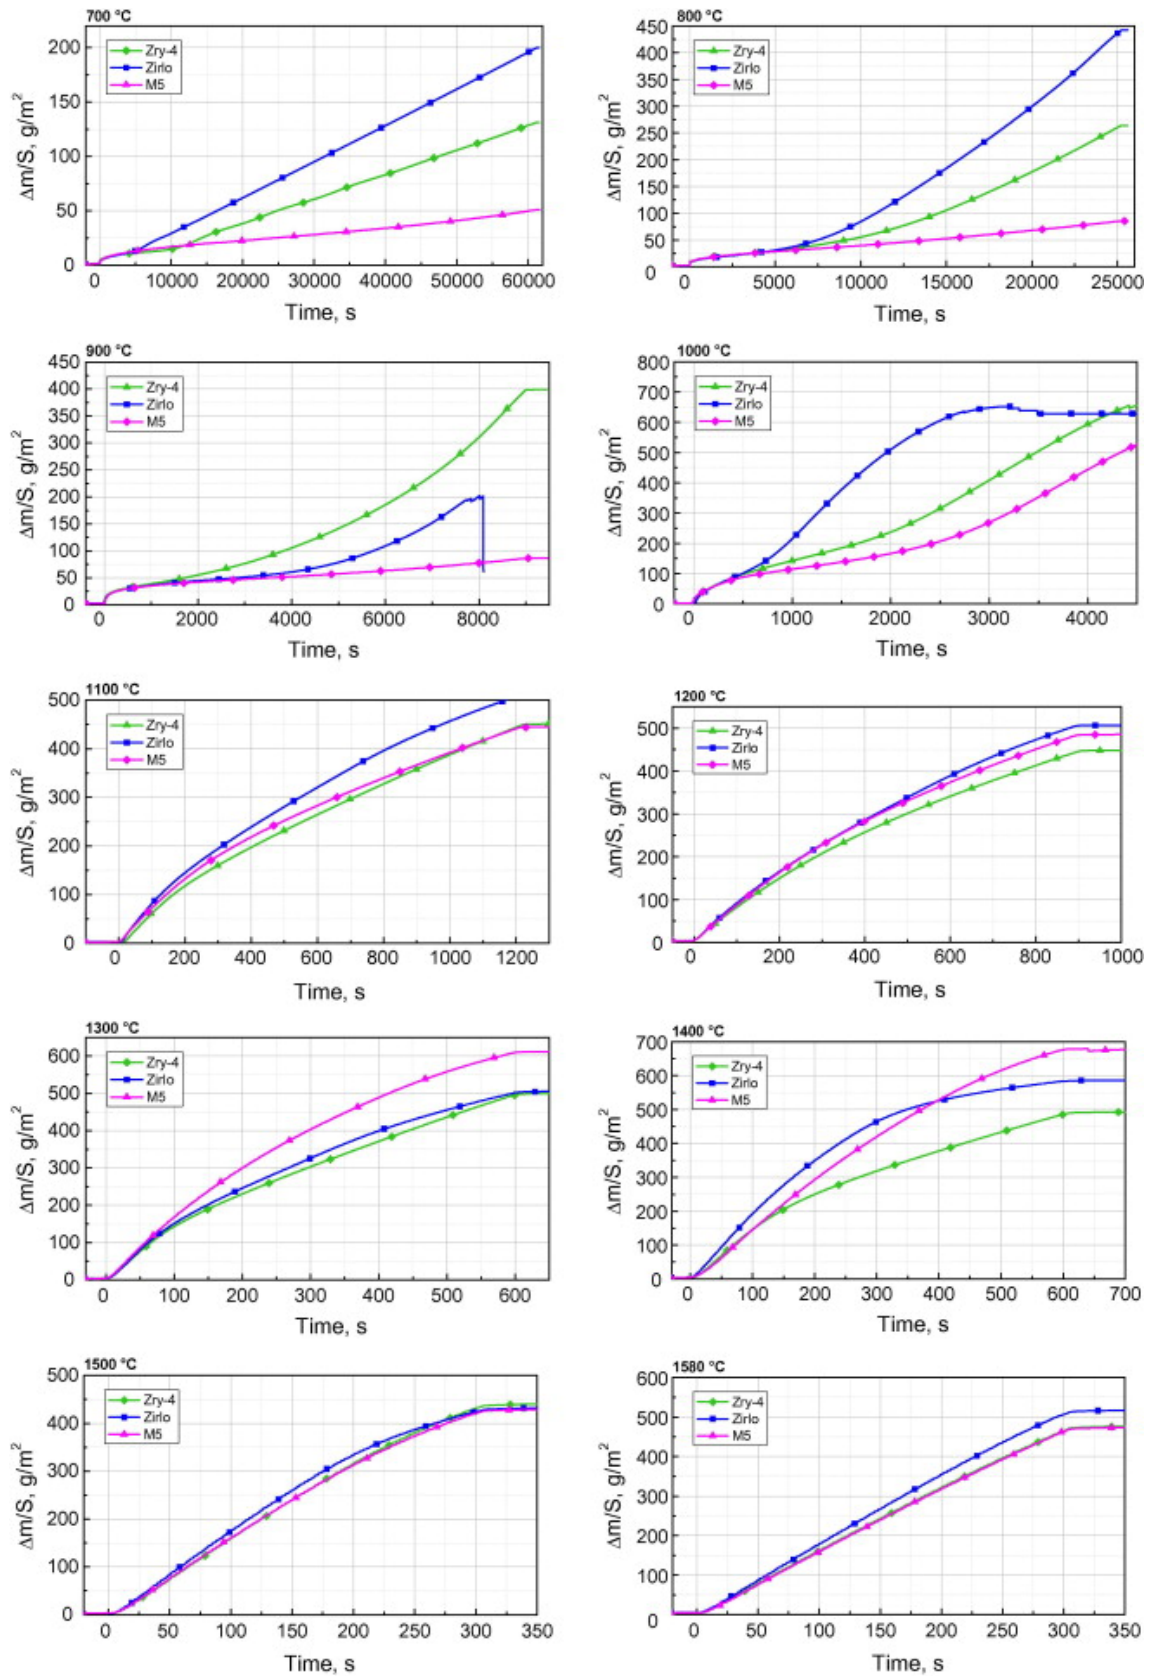 700 °C
Δm/S, g/m²
200
150
100
50
0
Zry-4
Zirlo
M5
0 10000 20000 30000 40000 50000 60000
Time, s
800 °C
Δm/S, g/m²
450
400
350
300
250
200
150
100
50
0
Zry-4
Zirlo
M5
0 5000 10000 15000 20000 25000
Time, s
900 °C
Δm/S, g/m²
450
400
350
300
250
200
150
100
50
0
Zry-4
Zirlo
M5
0 2000 4000 6000 8000
Time, s
1000 °C
Δm/S, g/m²
800
700
600
500
400
300
200
100
0
Zry-4
Zirlo
M5
0 1000 2000 3000 4000
Time, s
1100 °C
Δm/S, g/m²
500
400
300
200
100
0
Zry-4
Zirlo
M5
0 200 400 600 800 1000 1200
Time, s
1200 °C
Δm/S, g/m²
500
400
300
200
100
0
Zry-4
Zirlo
M5
0 200 400 600 800 1000
Time, s
1300 °C
Δm/S, g/m²
600
500
400
300
200
100
0
Zry-4
Zirlo
M5
0 100 200 300 400 500 600
Time, s
1400 °C
Δm/S, g/m²
700
600
500
400
300
200
100
0
Zry-4
Zirlo
M5
0 100 200 300 400 500 600 700
Time, s
1500 °C
Δm/S, g/m²
500
400
300
200
100
0
Zry-4
Zirlo
M5
0 50 100 150 200 250 300 350
Time, s
1580 °C
Δm/S, g/m²
600
500
400
300
200
100
0
Zry-4
Zirlo
M5
0 50 100 150 200 250 300 350
Time, s